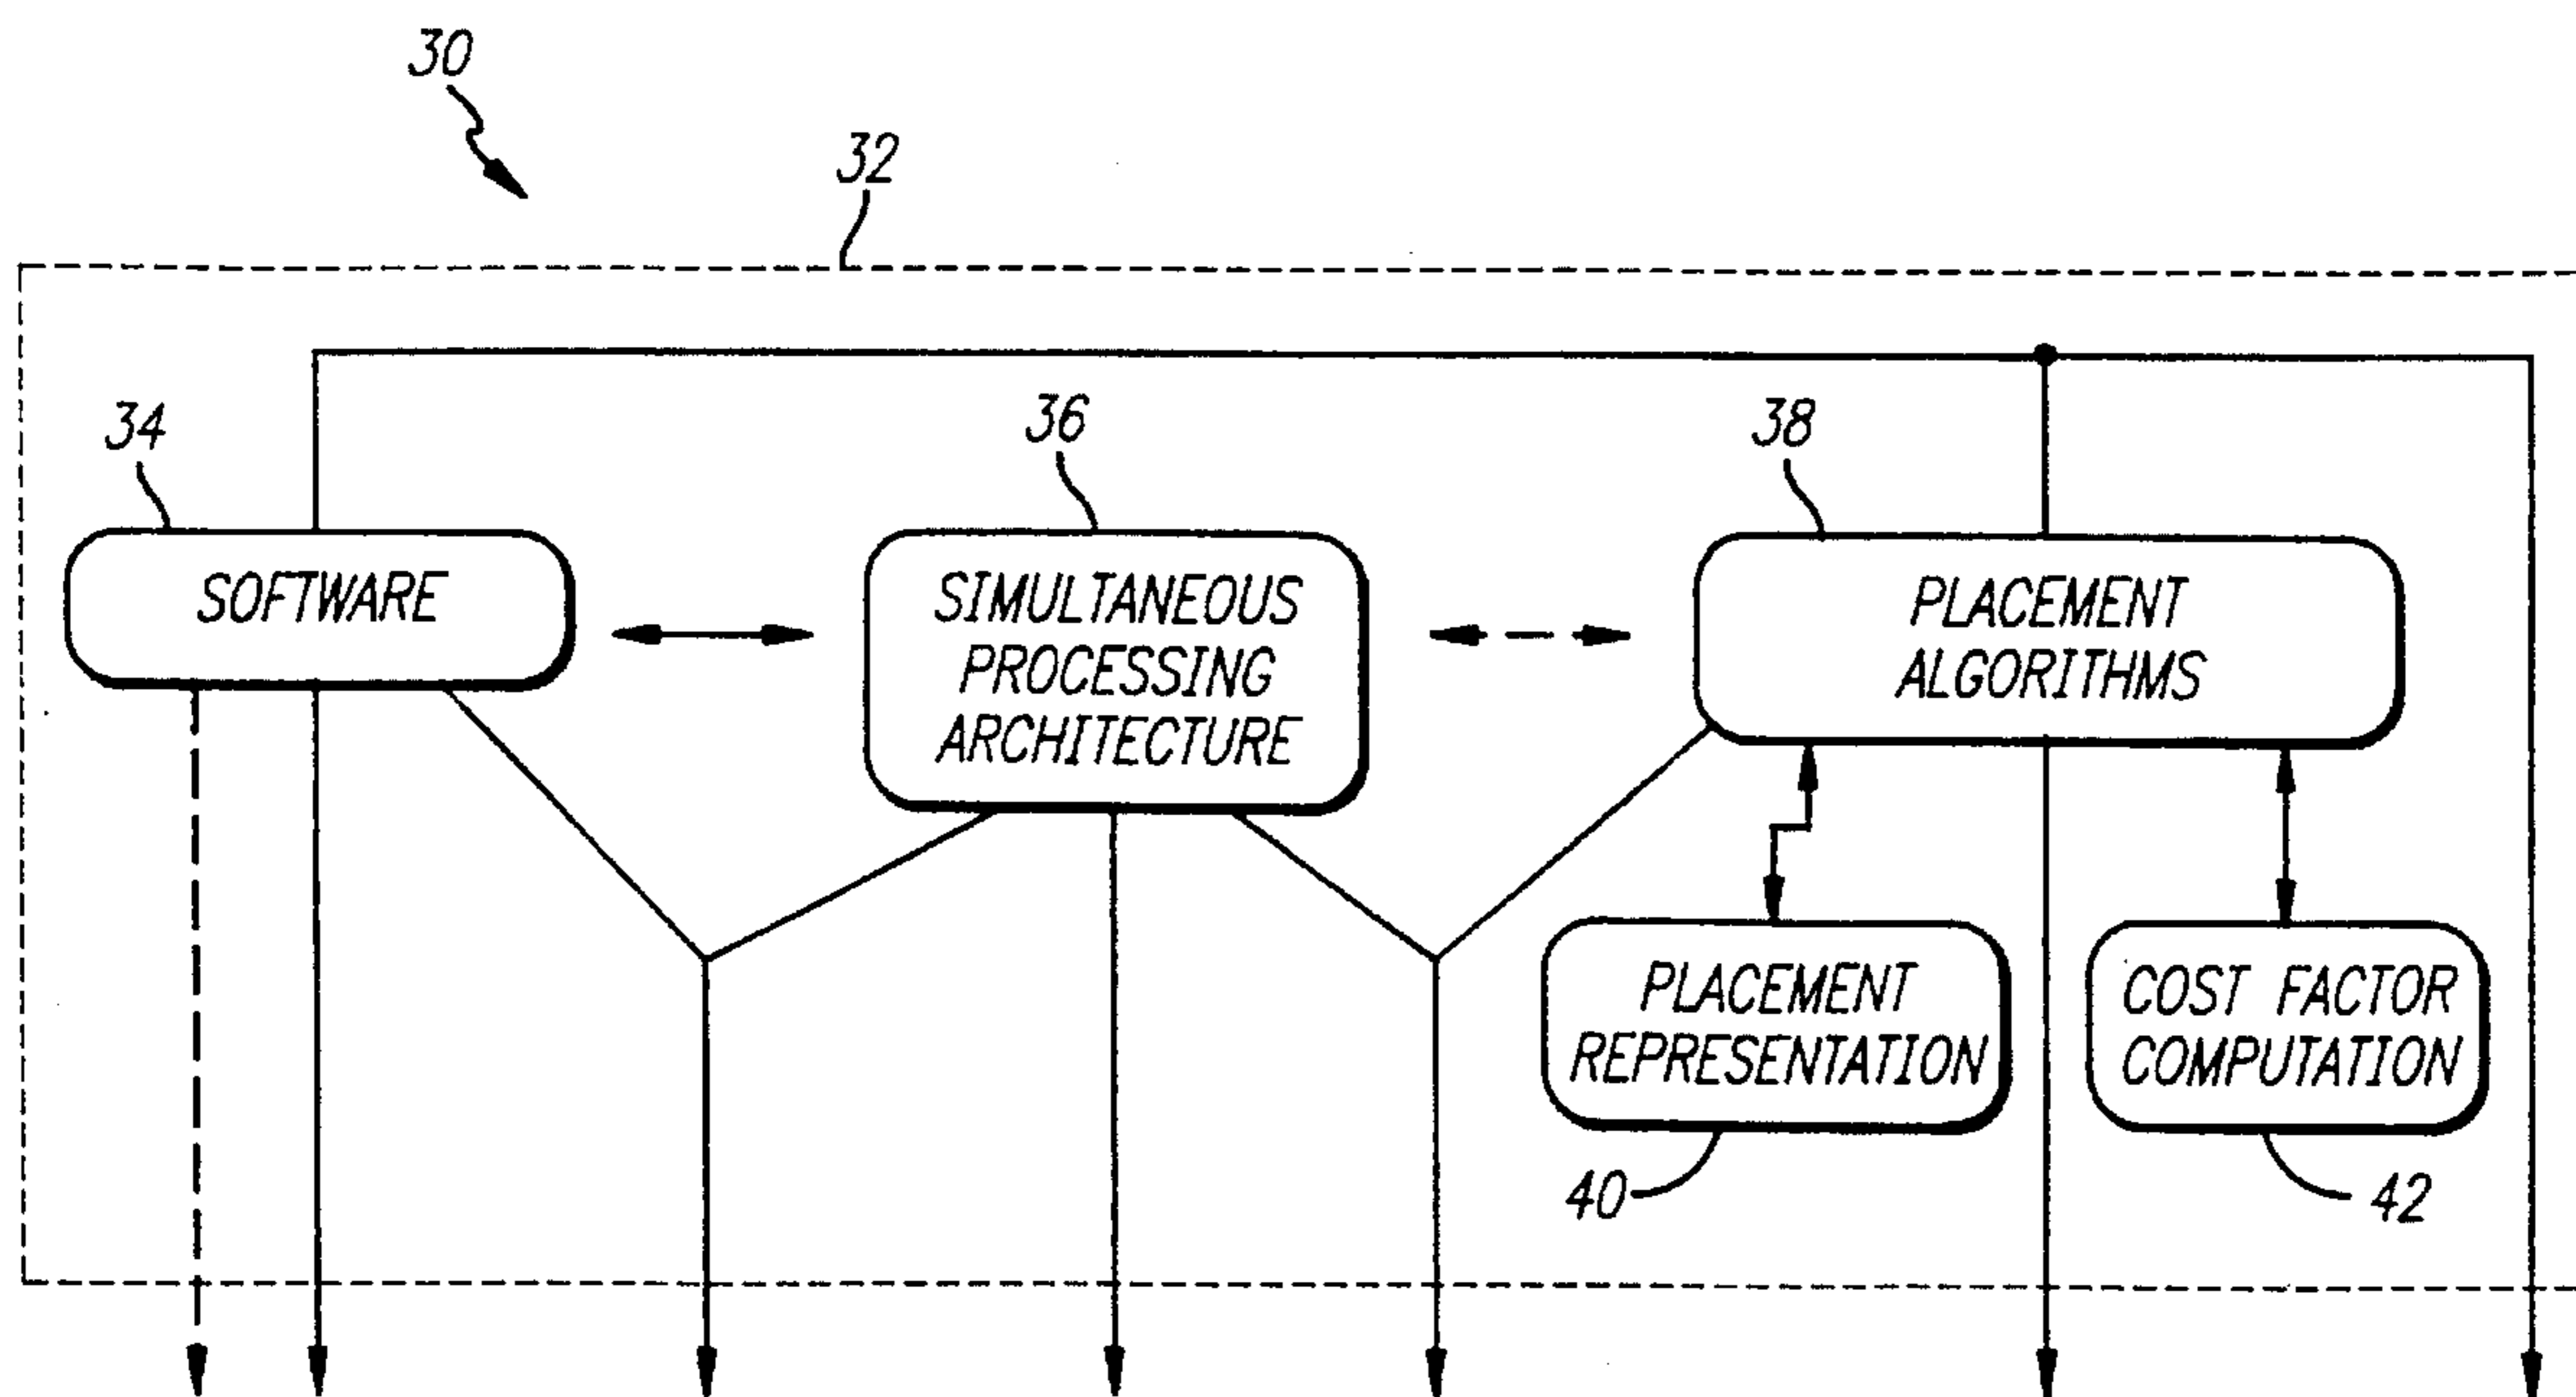 30
32
34
36
38
SOFTWARE
SIMULTANEOUS
PROCESSING
ARCHITECTURE
PLACEMENT
ALGORITHMS
PLACEMENT
REPRESENTATION
COST FACTOR
COMPUTATION
40
42